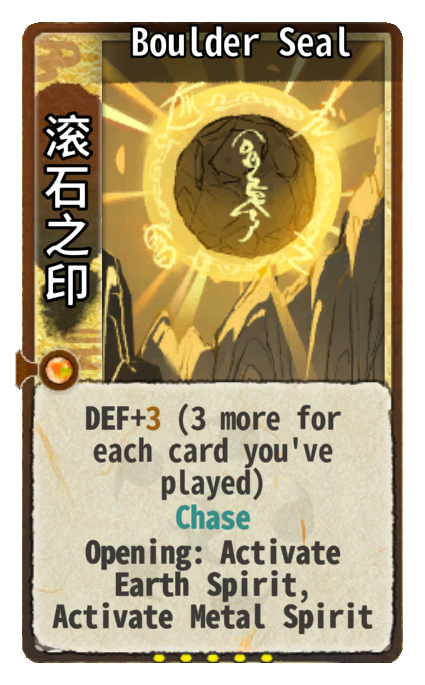 Boulder Seal
滚石之印
DEF+3 (3 more for
each card you've
played)
Chase
Opening: Activate
Earth Spirit,
Activate Metal Spirit